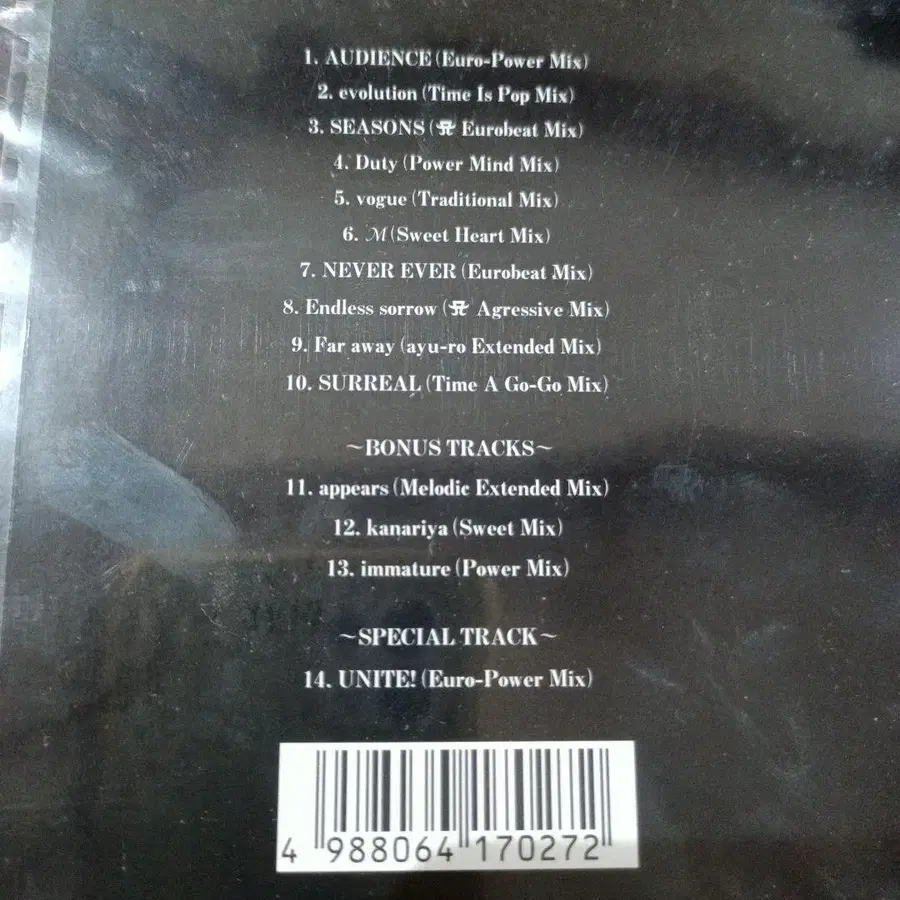 1. AUDIENCE (Euro-Power Mix)
2. evolution (Time Is Pop Mix)
3. SEASONS ( Eurobeat Mix)
4. Duty (Power Mind Mix)
5. vogue (Traditional Mix)
6. M (Sweet Heart Mix)
7. NEVER EVER (Eurobeat Mix)
8. Endless sorrow ( Agressive Mix)
9. Far away (ayu-ro Extended Mix)
10. SURREAL (Time A Go-Go Mix)
~BONUS TRACKS~
11. appears (Melodic Extended Mix)
12. kanariya (Sweet Mix)
13. immature (Power Mix)
~SPECIAL TRACK~
14. UNITE! (Euro-Power Mix)
4 988064 170272